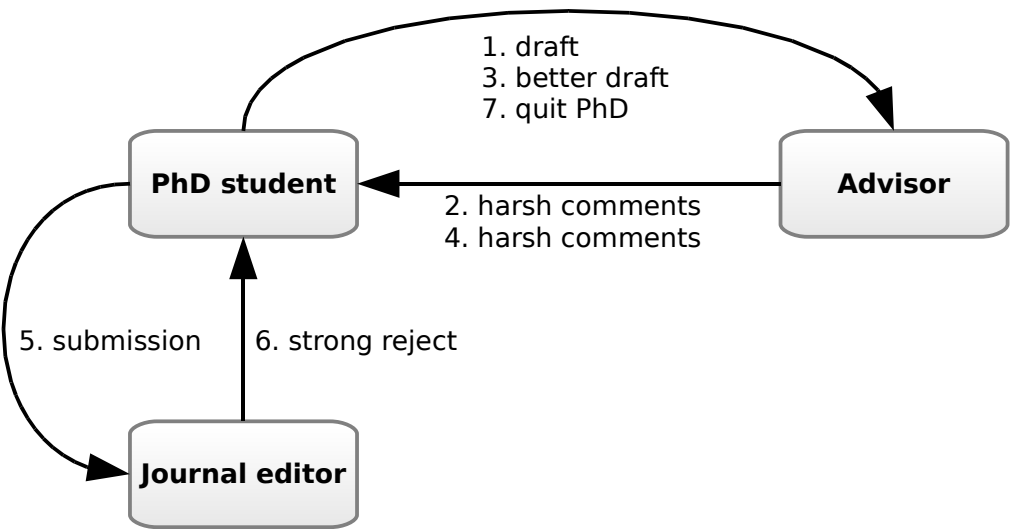 1. draft
3. better draft
7. quit PhD
PhD student
Advisor
2. harsh comments
4. harsh comments
5. submission
6. strong reject
Journal editor